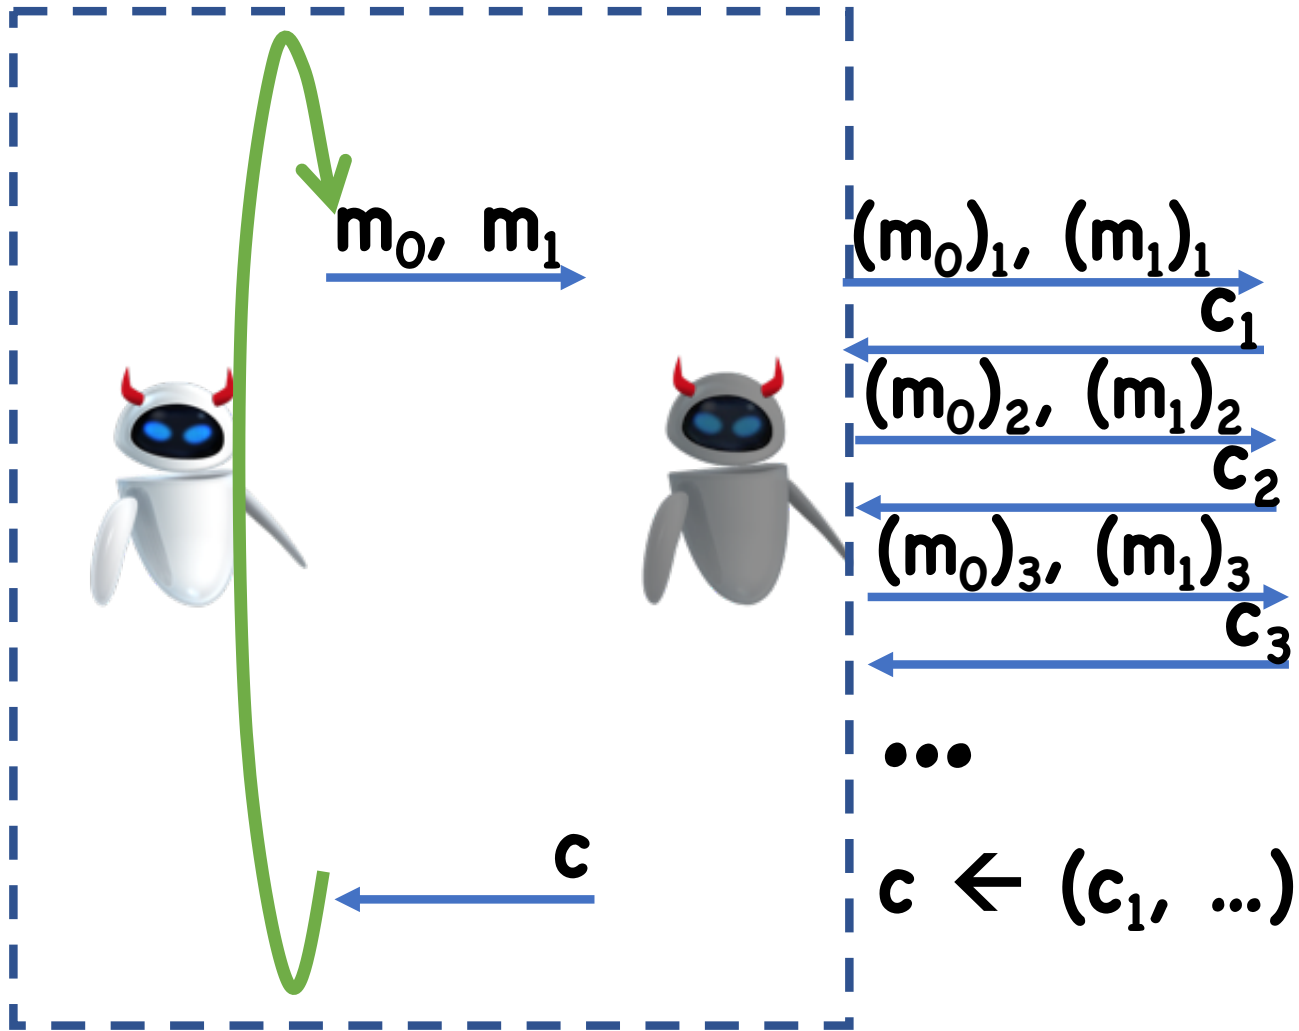 m₀, m₁
(m₀)₁, (m₁)₁
c₁
(m₀)₂, (m₁)₂
c₂
(m₀)₃, (m₁)₃
c₃
...
c
c ← (c₁, ...)